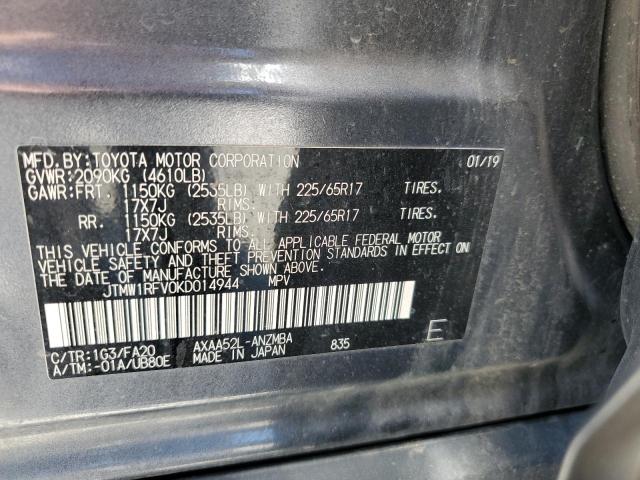 MFD.BY:TOYOTA MOTOR CORPORATION 01/19
GVWR:2090KG (4610LB)
GAWR:FRT. 1150KG (2535LB) WITH 225/65R17 TIRES.
17X7J RIMS.
RR. 1150KG (2535LB) WITH 225/65R17 TIRES.
17X7J RIMS.
THIS VEHICLE CONFORMS TO ALL APPLICABLE FEDERAL MOTOR
VEHICLE SAFETY AND THEFT PREVENTION STANDARDS IN EFFECT ON
THE DATE OF MANUFACTURE SHOWN ABOVE.
JTMW1RFV0KD014944 MPV
C/TR:1G3/FA20 AXAA52L-ANZMBA 835 E
A/TM:-01A/UB80E MADE IN JAPAN